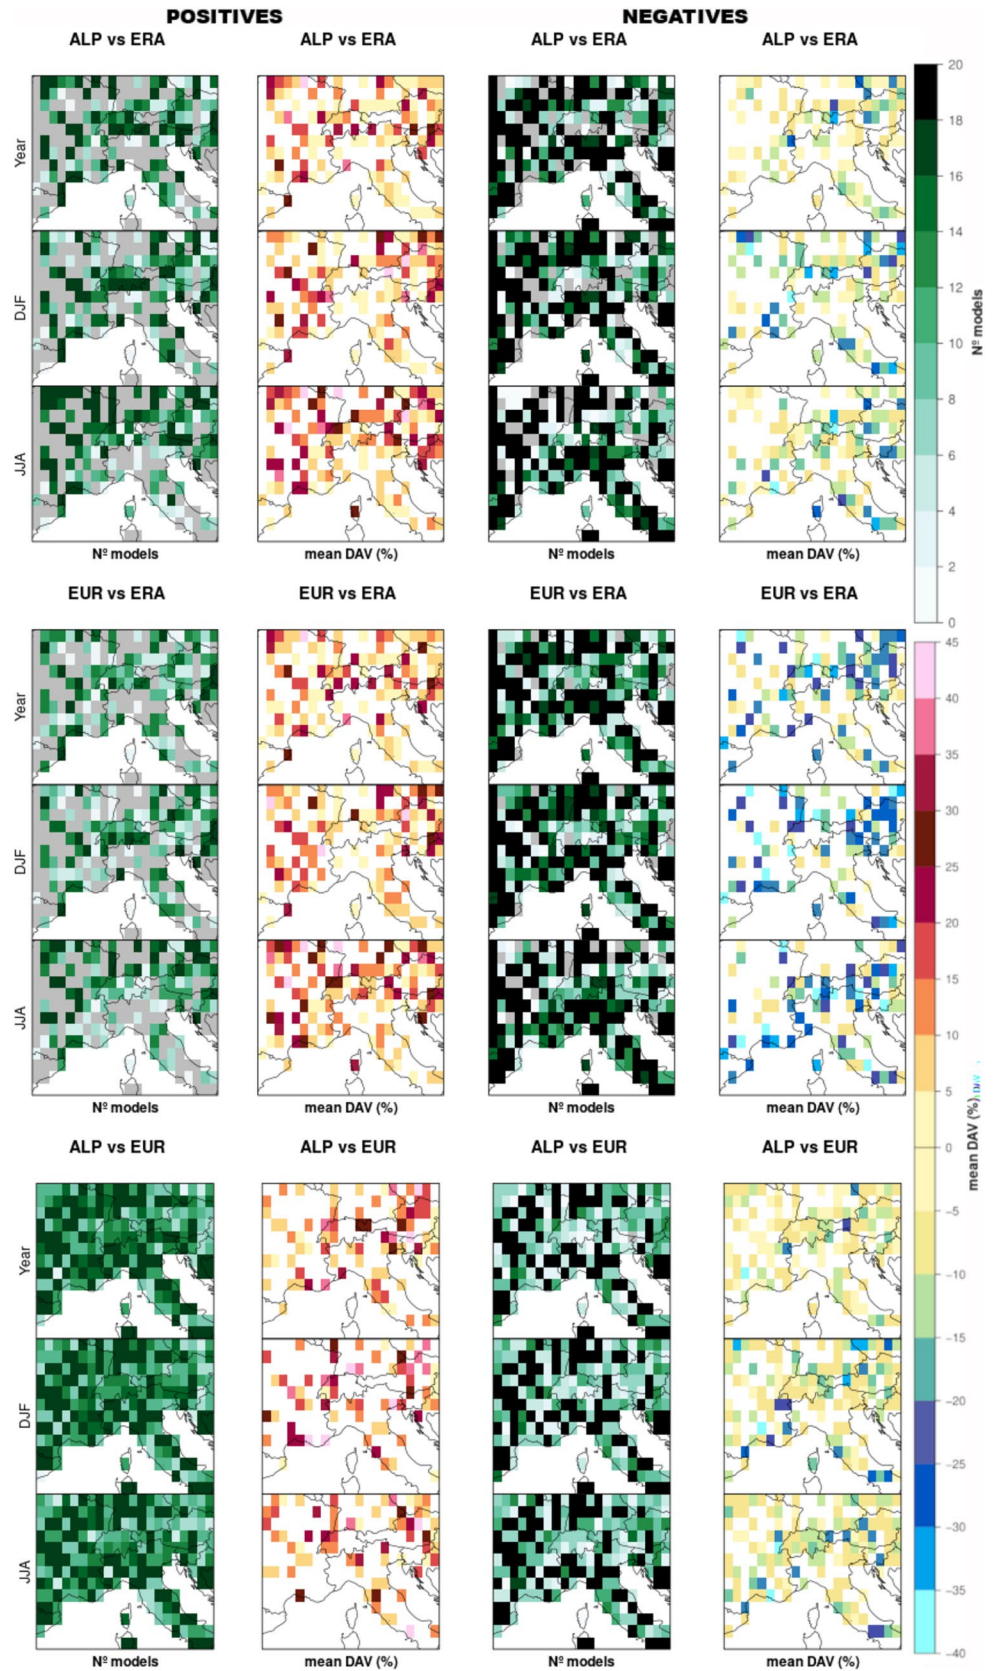 POSITIVES NEGATIVES
ALP vs ERA ALP vs ERA ALP vs ERA ALP vs ERA
Year
DJF
JJA
Nº models mean DAV (%) Nº models mean DAV (%)
20
18
16
14
12
10
8
6
4
2
0
Nº models
EUR vs ERA EUR vs ERA EUR vs ERA EUR vs ERA
Year
DJF
JJA
Nº models mean DAV (%) Nº models mean DAV (%)
45
40
35
30
25
20
15
10
5
0
−5
−10
−15
−20
−25
−30
−35
−40
mean DAV (%)
ALP vs EUR ALP vs EUR ALP vs EUR ALP vs EUR
Year
DJF
JJA
Nº models mean DAV (%) Nº models mean DAV (%)